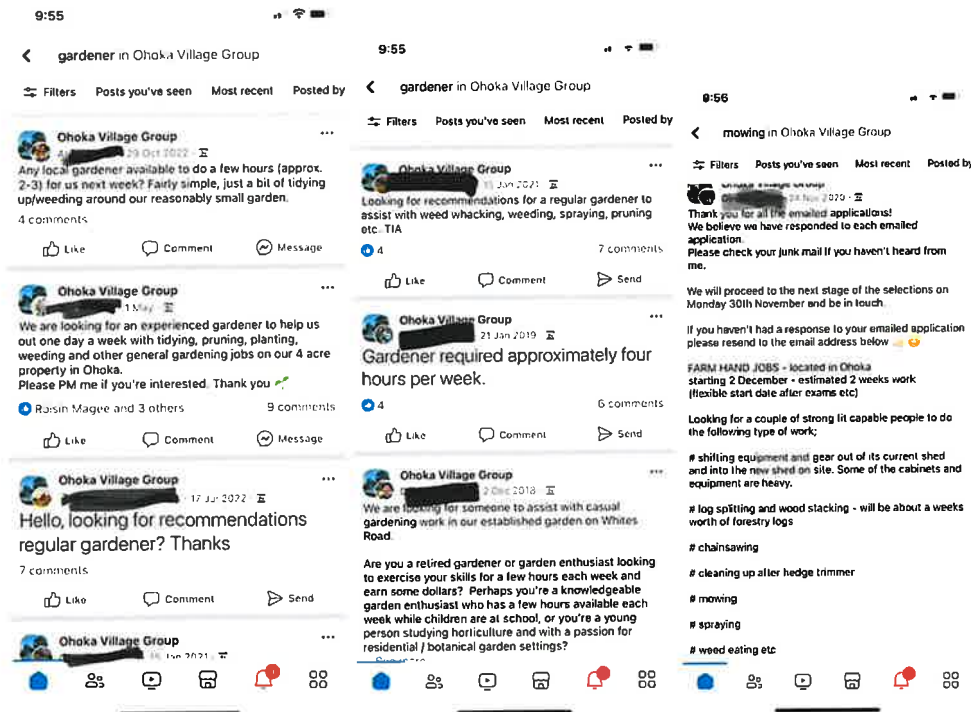 9:55
gardener in Ohoka Village Group
Filters Posts you've seen Most recent Posted by
Ohoka Village Group
29 Oct 2022
Any local gardener available to do a few hours (approx.
2-3) for us next week? Fairly simple, just a bit of tidying
up/weeding around our reasonably small garden.
4 comments
Like Comment Message
Ohoka Village Group
1 May
We are looking for an experienced gardener to help us
out one day a week with tidying, pruning, planting,
weeding and other general gardening jobs on our 4 acre
property in Ohoka.
Please PM me if you're interested. Thank you
Roisin Magee and 3 others 9 comments
Like Comment Message
Ohoka Village Group
17 2022
Hello, looking for recommendations
regular gardener? Thanks
7 comments
Like Comment Send
Ohoka Village Group
Jan 2021
9:55
gardener in Ohoka Village Group
Filters Posts you've seen Most recent Posted by
Ohoka Village Group
Jan 2021
Looking for recommendations for a regular gardener to
assist with weed whacking, weeding, spraying, pruning
etc. TIA
4 7 comments
Like Comment Send
Ohoka Village Group
21 Jan 2019
Gardener required approximately four
hours per week.
4 6 comments
Like Comment Send
Ohoka Village Group
2 Dec 2018
We are looking for someone to assist with casual
gardening work in our established garden on Whites
Road.
Are you a retired gardener or garden enthusiast looking
to exercise your skills for a few hours each week and
earn some dollars? Perhaps you're a knowledgeable
garden enthusiast who has a few hours available each
week while children are at school, or you're a young
person studying horticulture and with a passion for
residential / botanical garden settings?
9:56
mowing in Ohoka Village Group
Filters Posts you've seen Most recent Posted by
Ohoka Village Group
Nov 2020
Thank you for all the emailed applications!
We believe we have responded to each emailed
application.
Please check your junk mail if you haven't heard from
me.
We will proceed to the next stage of the selections on
Monday 30th November and be in touch.
If you haven't had a response to your emailed application
please resend to the email address below
FARM HAND JOBS - located in Ohoka
starting 2 December - estimated 2 weeks work
(flexible start date after exams etc)
Looking for a couple of strong fit capable people to do
the following type of work;
# shifting equipment and gear out of its current shed
and into the new shed on site. Some of the cabinets and
equipment are heavy.
# log splitting and wood stacking - will be about a weeks
worth of forestry logs
# chainsawing
# cleaning up after hedge trimmer
# mowing
# spraying
# weed eating etc